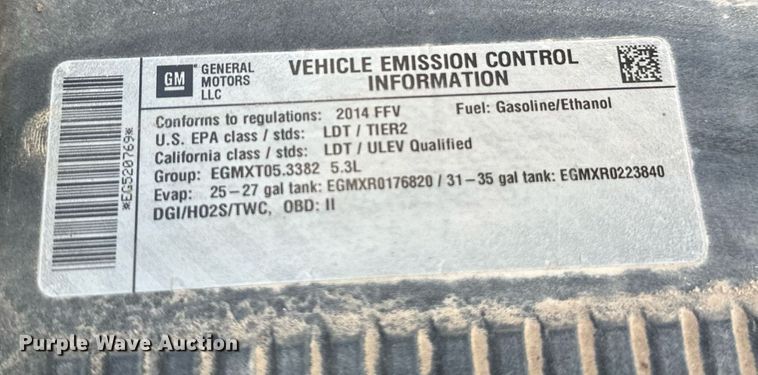 GM
GENERAL
MOTORS
LLC
VEHICLE EMISSION CONTROL
INFORMATION
Conforms to regulations: 2014 FFV Fuel: Gasoline/Ethanol
U.S. EPA class / stds: LDT / TIER2
California class / stds: LDT / ULEV Qualified
Group: EGMXT05.3382 5.3L
Evap: 25-27 gal tank: EGMXR0176820 / 31-35 gal tank: EGMXR0223840
DGI/HO2S/TWC, OBD: II
*EG520769*
Purple Wave Auction